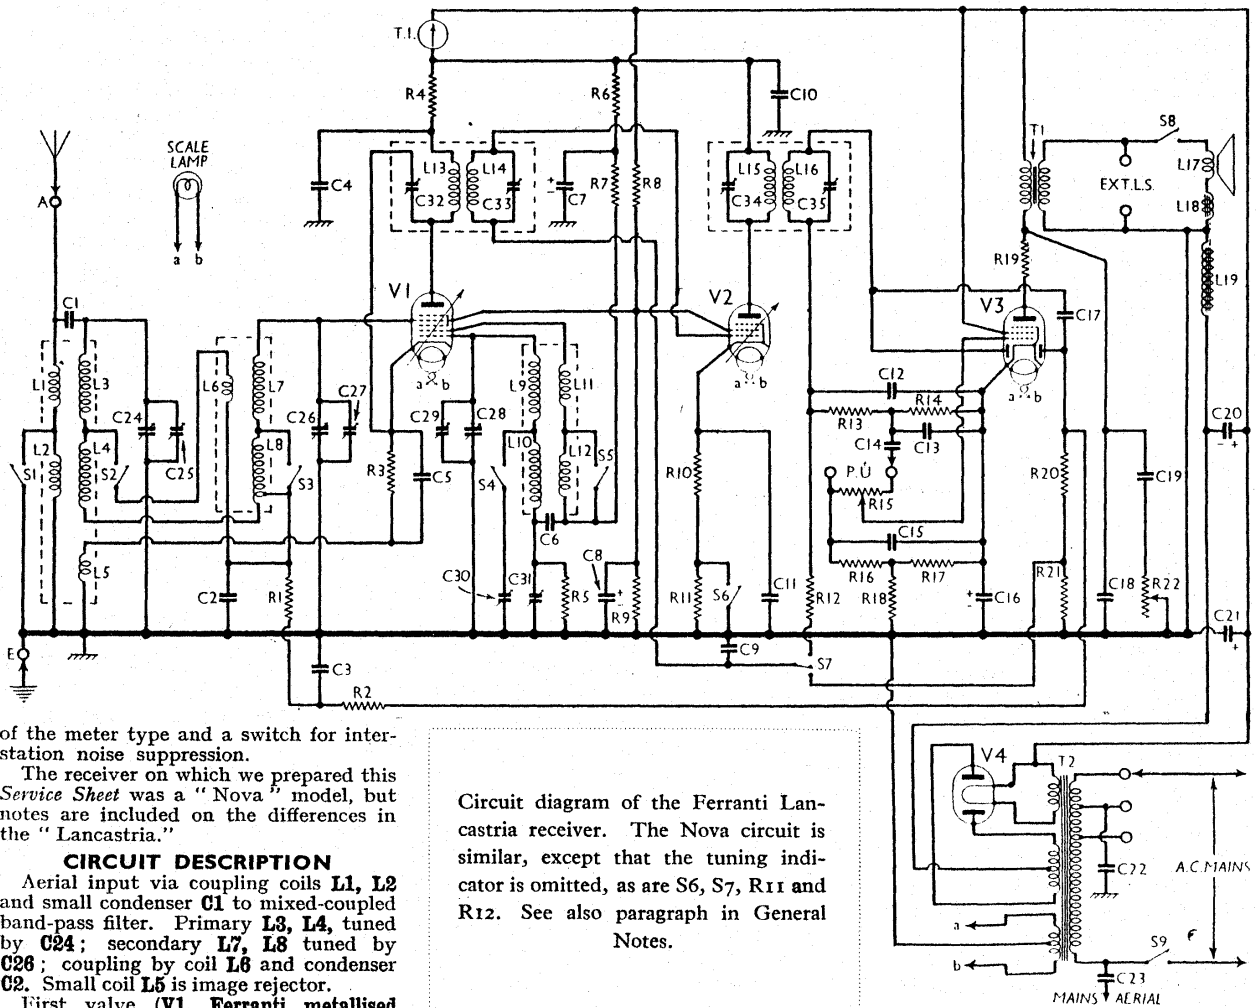 T.I.
R4
R6
C10
SCALE
LAMP
a b
A
C4
L13
L14
C32
C33
C7
R7
R8
L15
L16
C34
C35
T1
S8
EXT.L.S.
L17
L18
L19
R19
C1
V1
V2
V3
C17
L1
L3
L6
L7
C24
C25
C26
C27
a b
C29
C28
L9
L11
a b
C12
R14
R13
C13
C14
a b
C20
- +
L2
L4
S1
S2
L8
S3
R3
C5
L10
L12
S4
S5
C6
R10
P.U
R15
R20
C19
L5
C2
R1
C30
C31
R5
C8
R9
R11
S6
C11
C15
R16
R17
R12
R18
C16
R21
C18
R22
C21
+
E
C3
R2
C9
S7
of the meter type and a switch for inter-
station noise suppression.
The receiver on which we prepared this
Service Sheet was a “ Nova ” model, but
notes are included on the differences in
the “ Lancastria.”
CIRCUIT DESCRIPTION
Aerial input via coupling coils L1, L2
and small condenser C1 to mixed-coupled
band-pass filter. Primary L3, L4, tuned
by C24 ; secondary L7, L8 tuned by
C26 ; coupling by coil L6 and condenser
C2. Small coil L5 is image rejector.
First valve (V1, Ferranti metallised
Circuit diagram of the Ferranti Lan-
castria receiver. The Nova circuit is
similar, except that the tuning indi-
cator is omitted, as are S6, S7, R11 and
R12. See also paragraph in General
Notes.
V4
T2
C22
A.C.MAINS
a
b
S9
C23
MAINS AERIAL